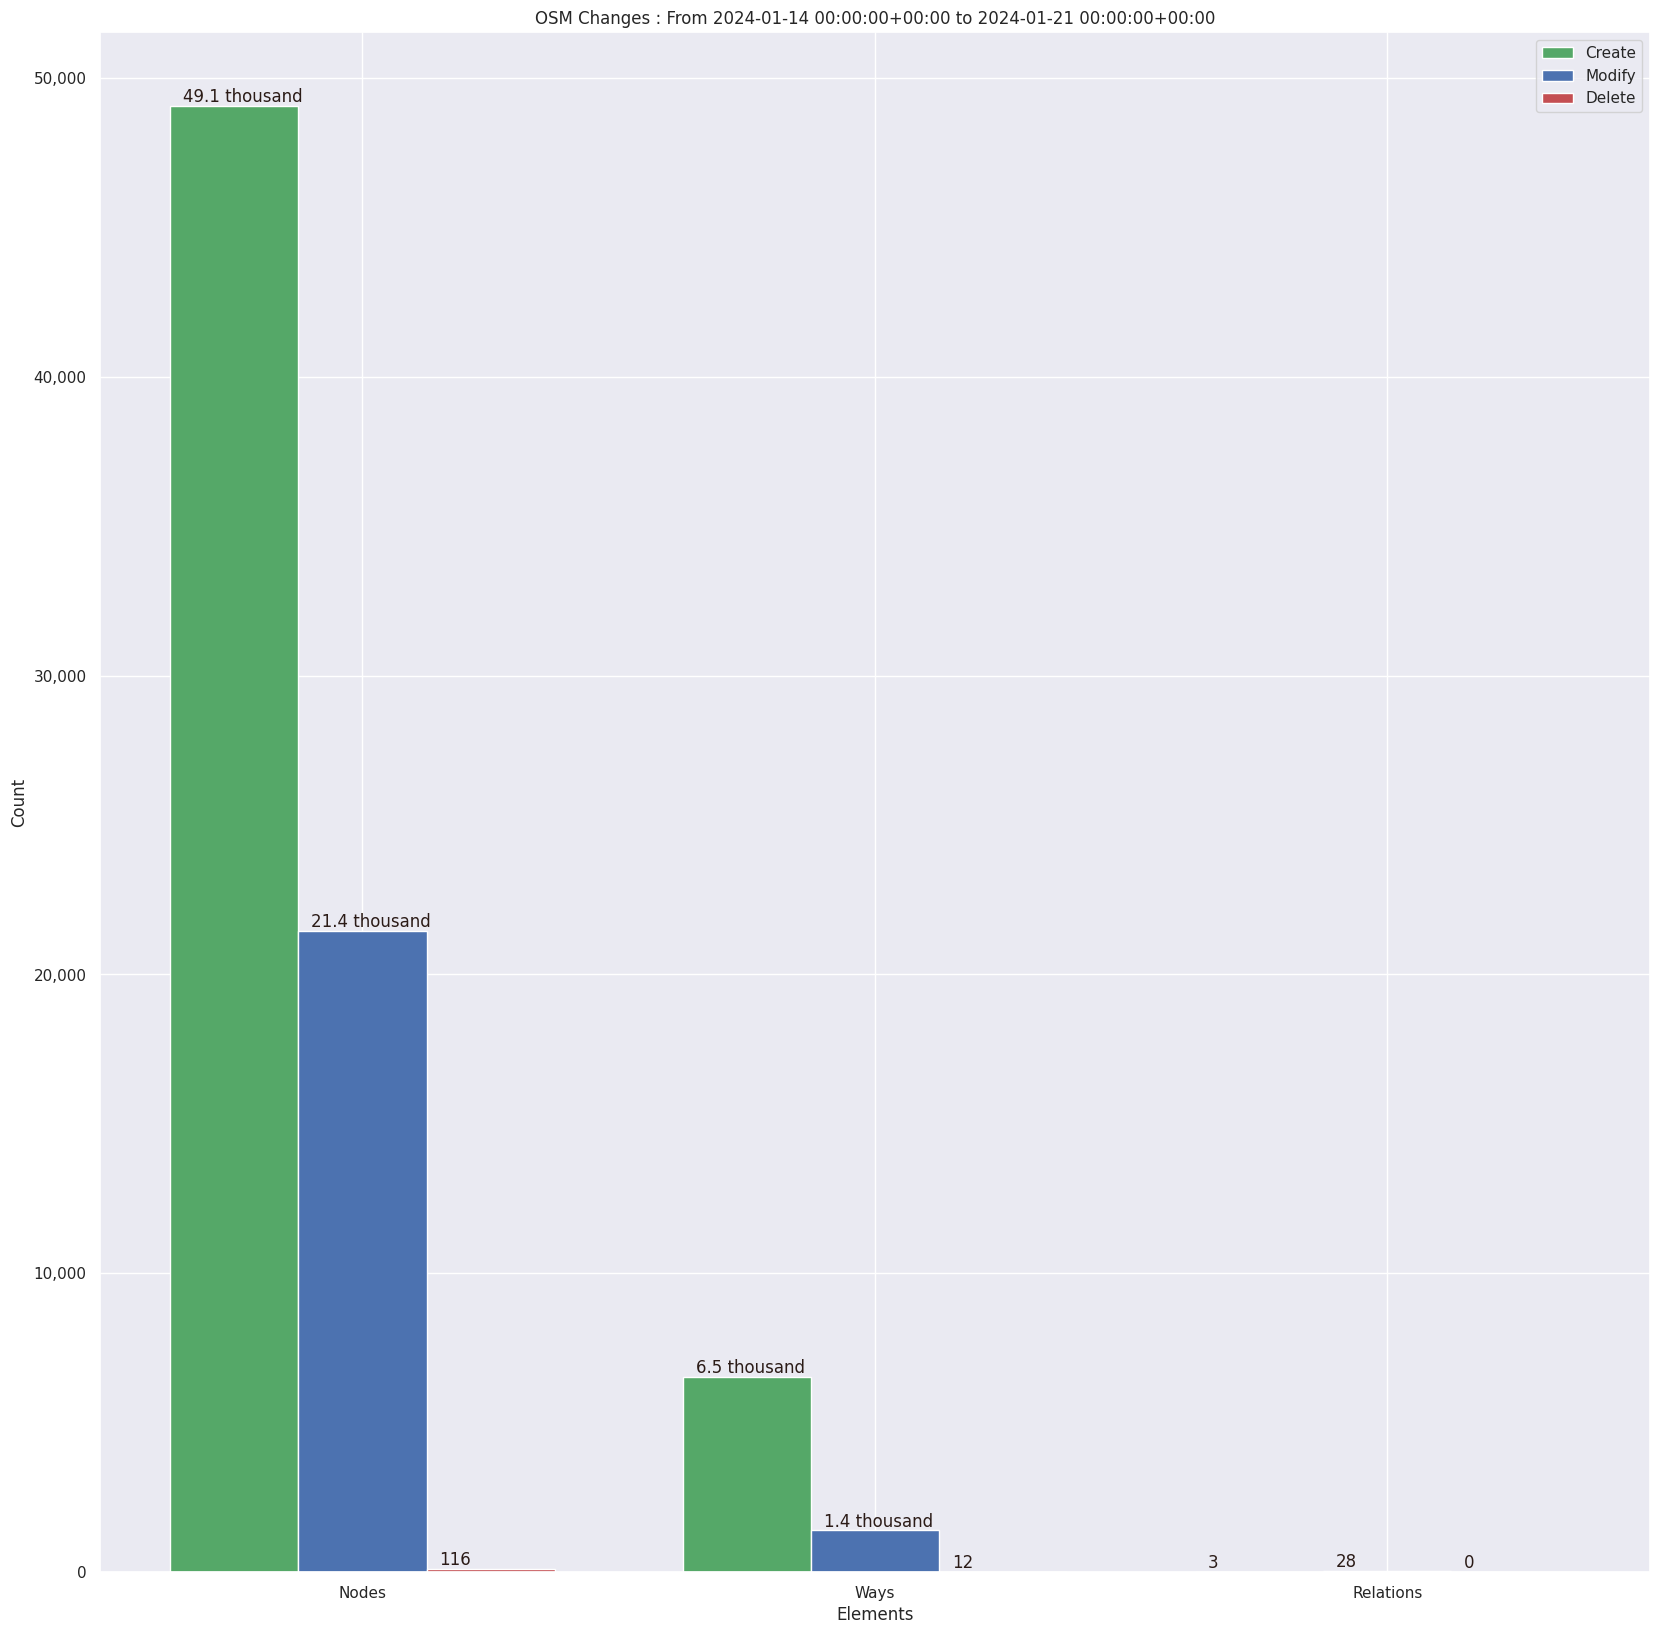 OSM Changes : From 2024-01-14 00:00:00+00:00 to 2024-01-21 00:00:00+00:00
Create
Modify
Delete
50,000
40,000
30,000
20,000
10,000
0
Count
49.1 thousand
21.4 thousand
116
6.5 thousand
1.4 thousand
12
3
28
0
Nodes
Ways
Relations
Elements